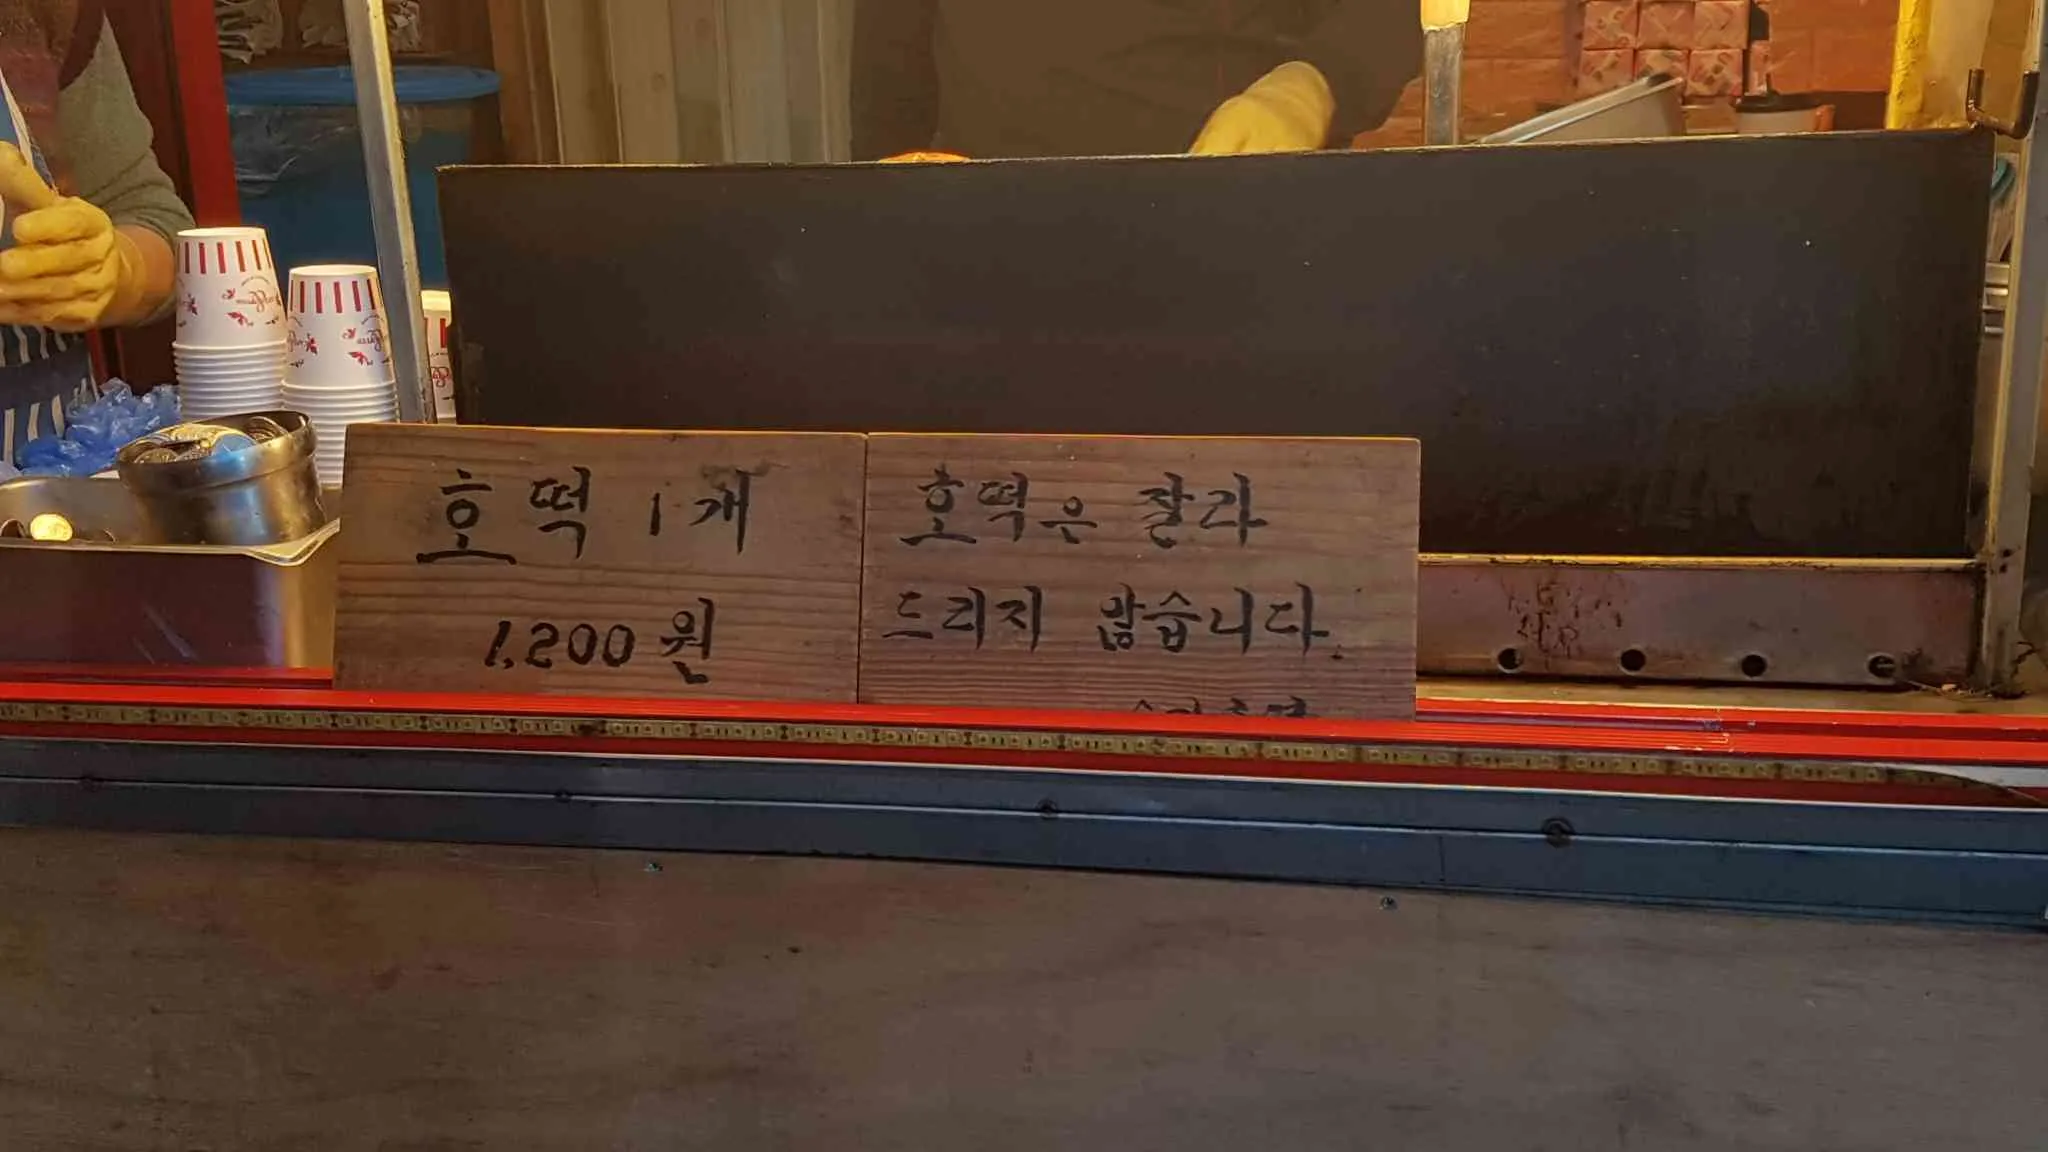 호떡 1개
1,200원
호떡은 잘라
드리지 않습니다.